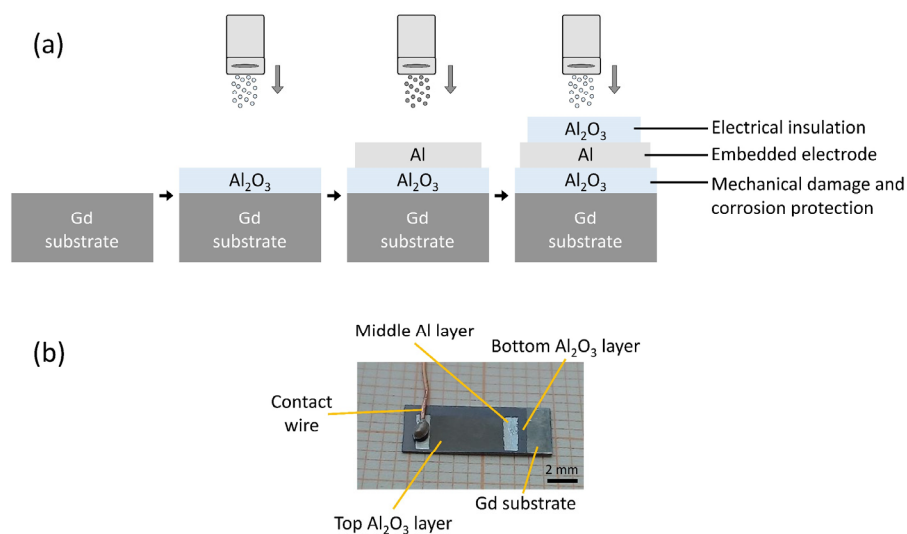 (a)
Al₂O₃
Electrical insulation
Al
Al
Embedded electrode
Al₂O₃
Al₂O₃
Al₂O₃
Mechanical damage and
corrosion protection
Gd
substrate
Gd
substrate
Gd
substrate
Gd
substrate
(b)
Middle Al layer
Bottom Al₂O₃ layer
Contact
wire
2 mm
Gd substrate
Top Al₂O₃ layer